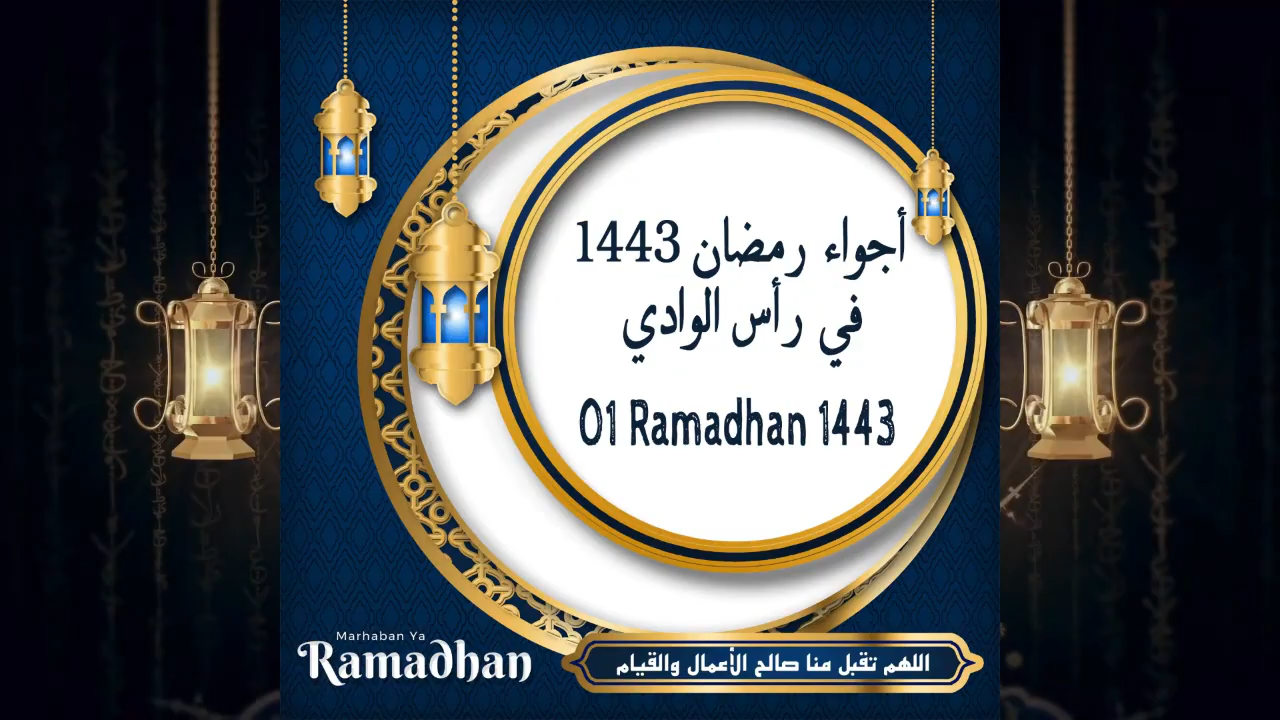 أجواء رمضان 1443
في رأس الوادي
01 Ramadhan 1443
Marhaban Ya
Ramadhan
اللهم تقبل منا صالح الأعمال والقيام